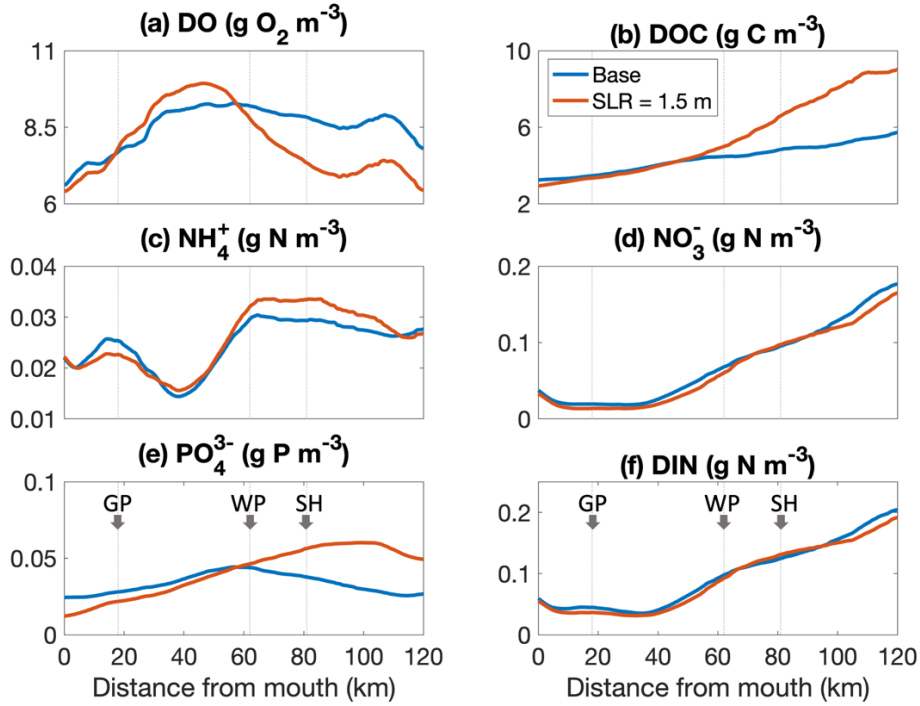 (a) DO (g O2 m-3)
11
8.5
6
(b) DOC (g C m-3)
10
6
2
Base
SLR = 1.5 m
(c) NH4+ (g N m-3)
0.04
0.03
0.02
0.01
(d) NO3- (g N m-3)
0.2
0.1
0
(e) PO43- (g P m-3)
0.1
0.05
0
GP
WP
SH
0 20 40 60 80 100 120
Distance from mouth (km)
(f) DIN (g N m-3)
0.2
0.1
0
GP
WP
SH
0 20 40 60 80 100 120
Distance from mouth (km)